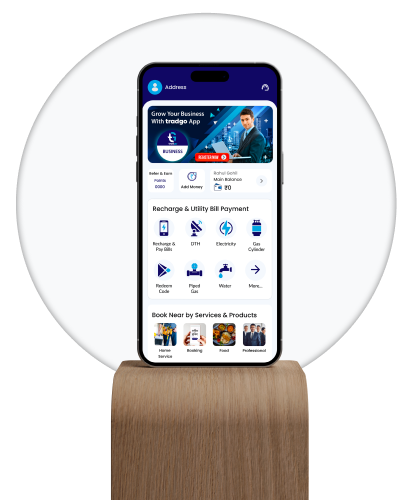 Address
Grow Your Business
With tradgo App
BUSINESS
Refer & Earn
Points
0000
Add Money
Rahul Gohil
Main Balance
₹0
Recharge & Utility Bill Payment
Recharge &
Pay Bills
DTH
Electricity
Gas
Cylinder
Redeem
Code
Piped
Gas
Water
More...
Book Near by Services & Products
Home
Service
Booking
Food
Professional